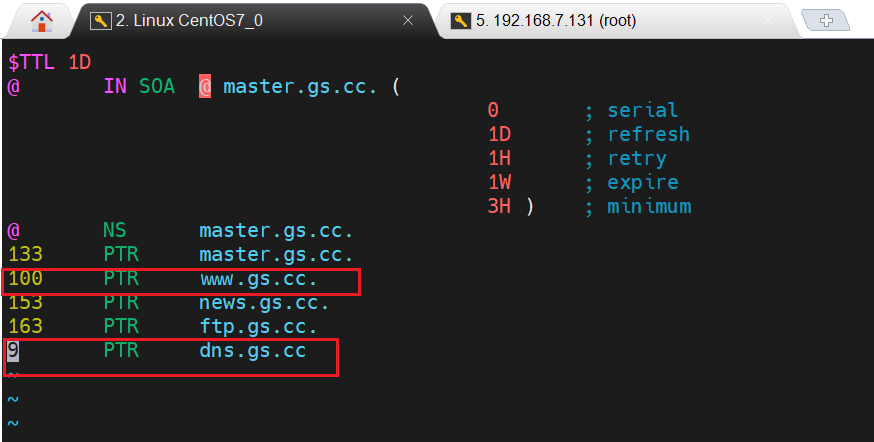 2. Linux CentOS7_0 × 5. 192.168.7.131 (root) ×
$TTL 1D
@ IN SOA @ master.gs.cc. (
0 ; serial
1D ; refresh
1H ; retry
1W ; expire
3H ) ; minimum
@ NS master.gs.cc.
133 PTR master.gs.cc.
100 PTR www.gs.cc.
153 PTR news.gs.cc.
163 PTR ftp.gs.cc.
9 PTR dns.gs.cc
~
~
~